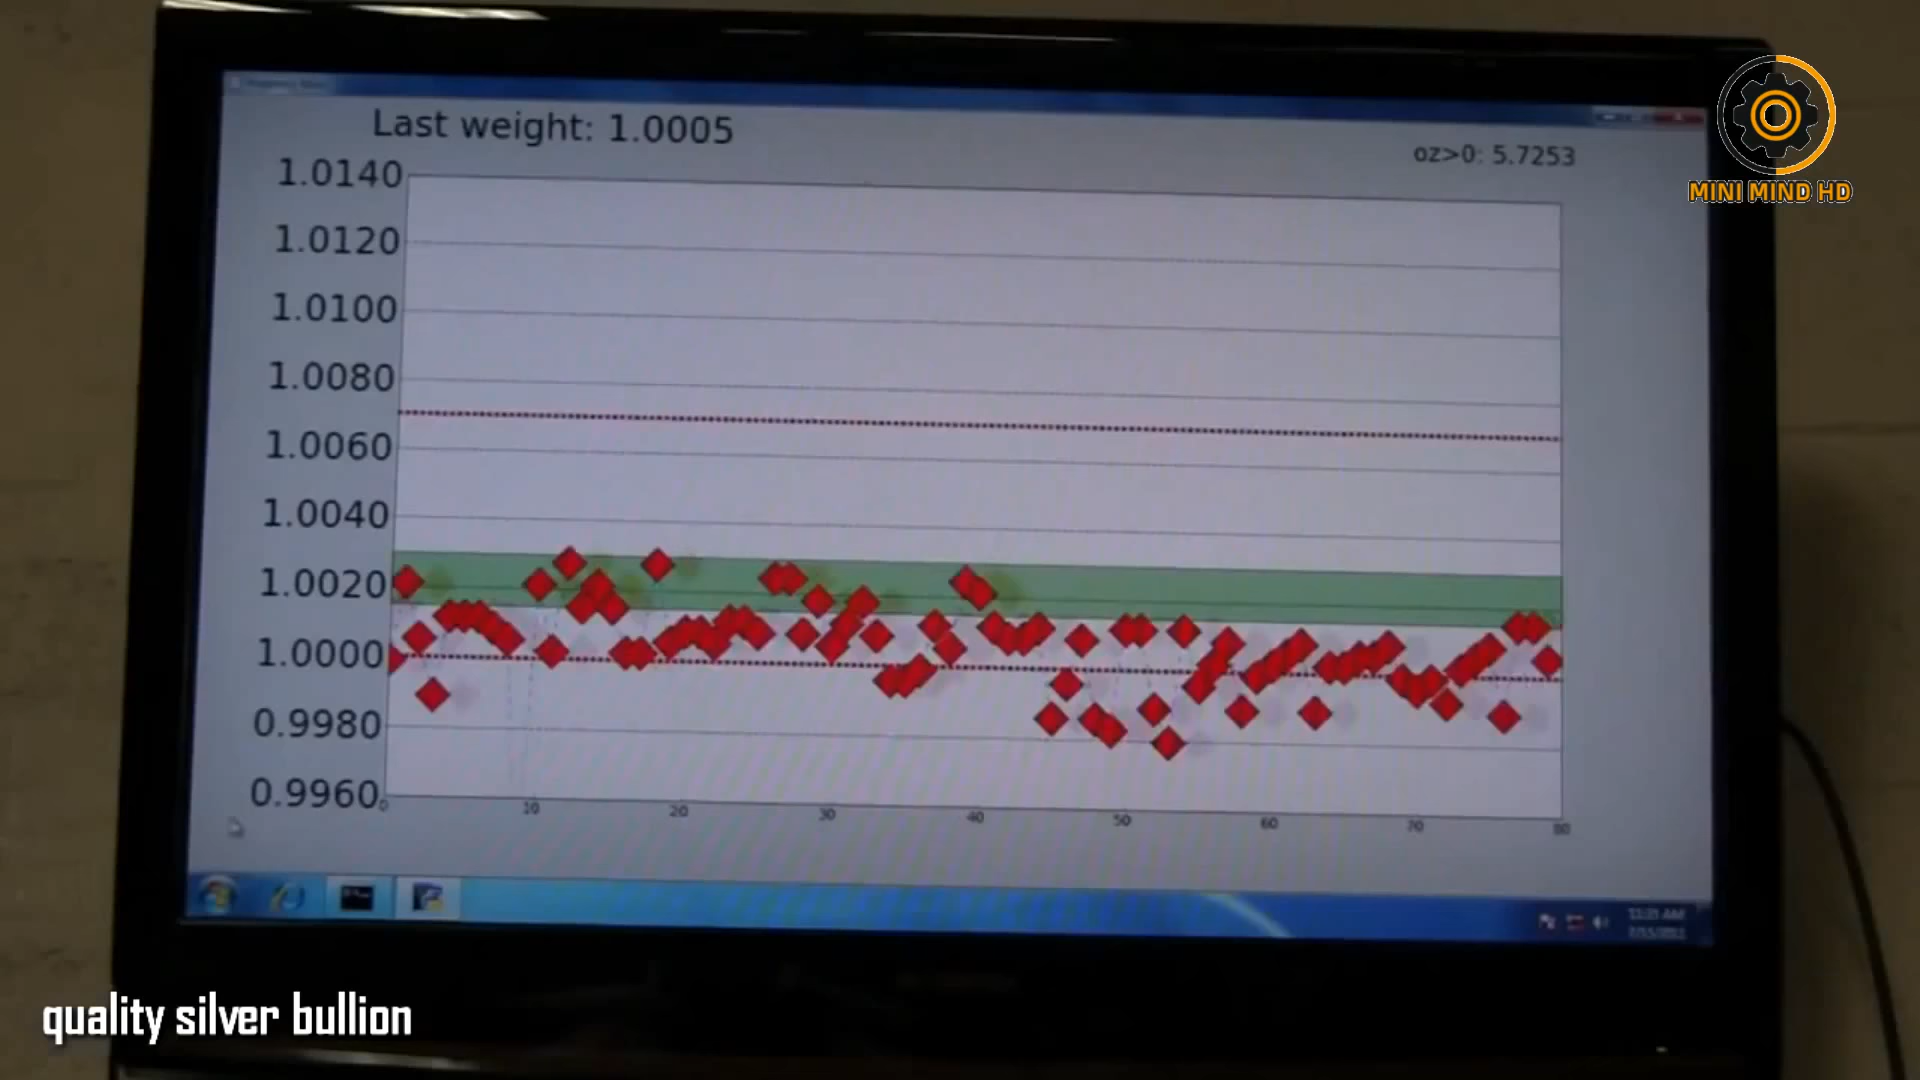 Last weight: 1.0005
oz>0: 5.7253
MINI MIND HD
1.0140
1.0120
1.0100
1.0080
1.0060
1.0040
1.0020
1.0000
0.9980
0.9960
0 10 20 30 40 50 60 70 80
quality silver bullion